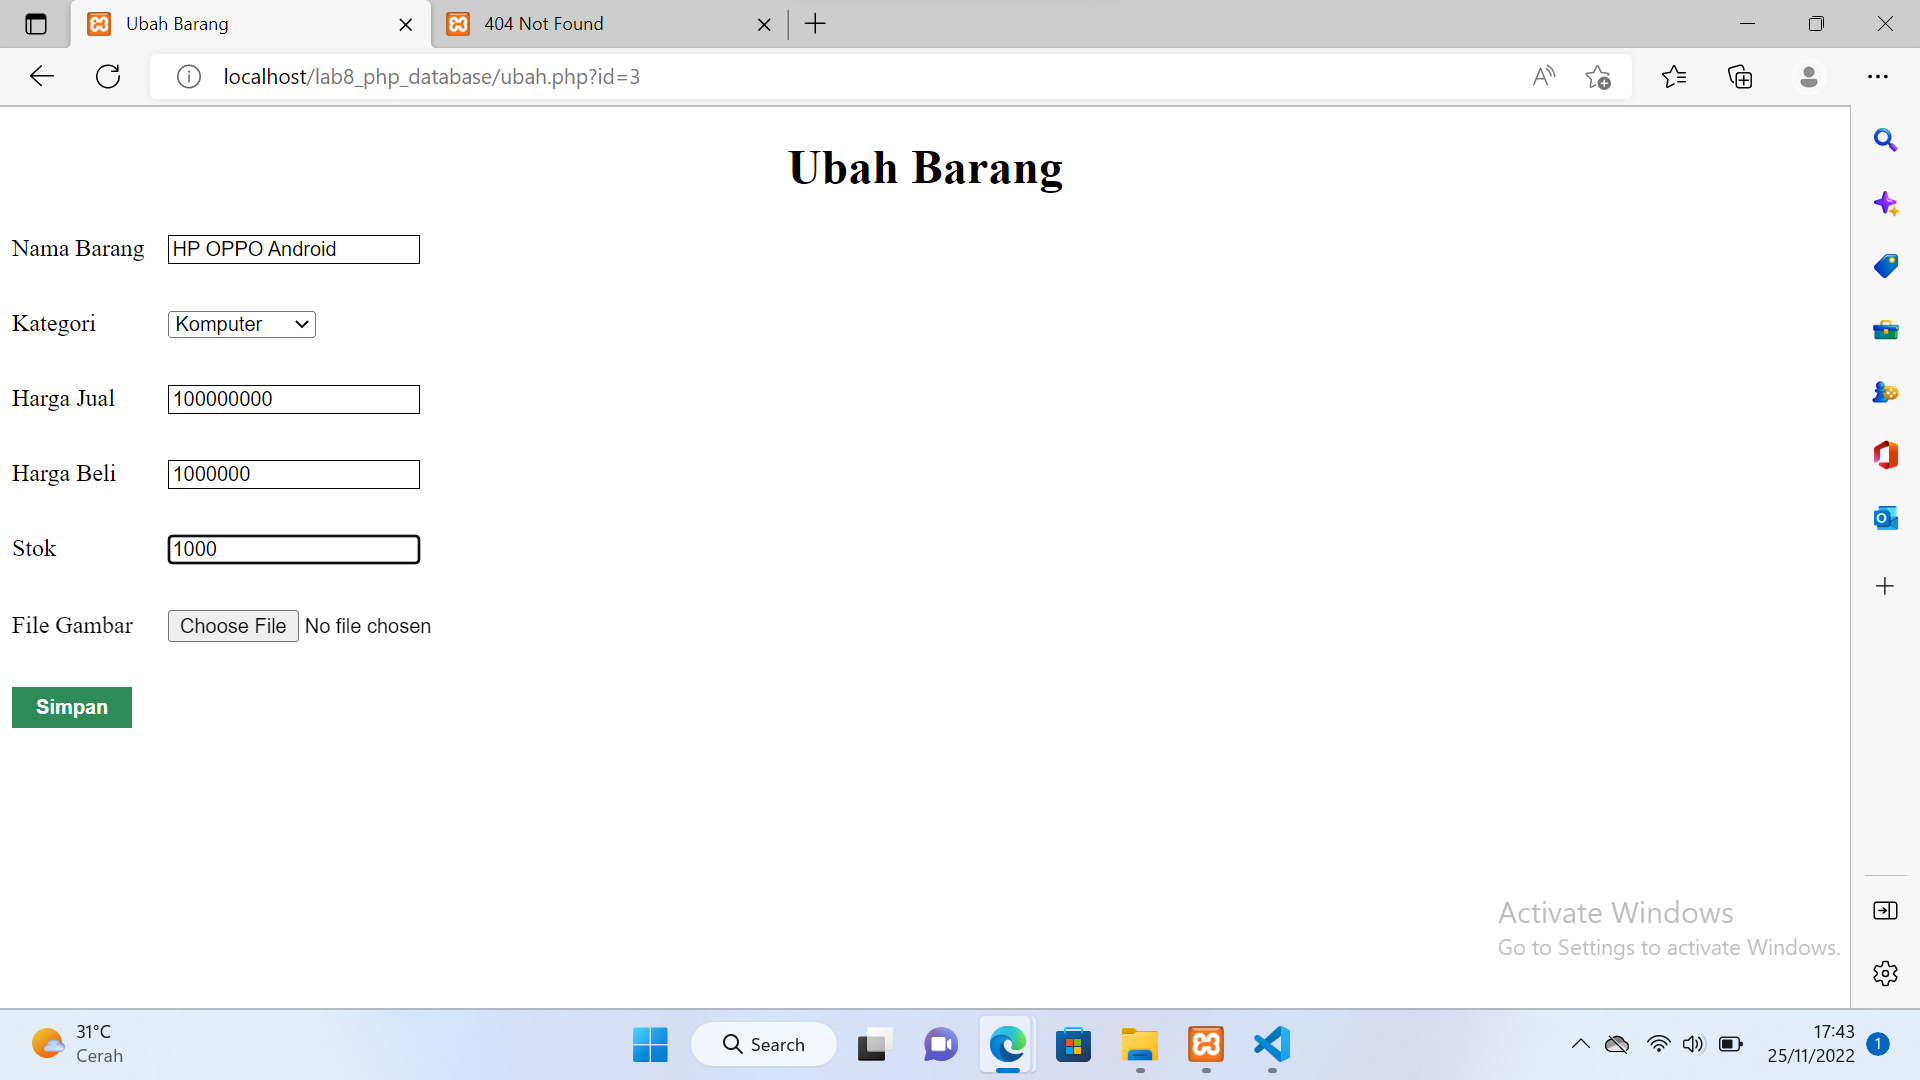 Ubah Barang
404 Not Found
localhost/lab8_php_database/ubah.php?id=3
Ubah Barang
Nama Barang HP OPPO Android
Kategori Komputer
Harga Jual 100000000
Harga Beli 1000000
Stok 1000
File Gambar Choose File No file chosen
Simpan
Activate Windows
Go to Settings to activate Windows.
31°C
Cerah
Search
17:43
25/11/2022
1